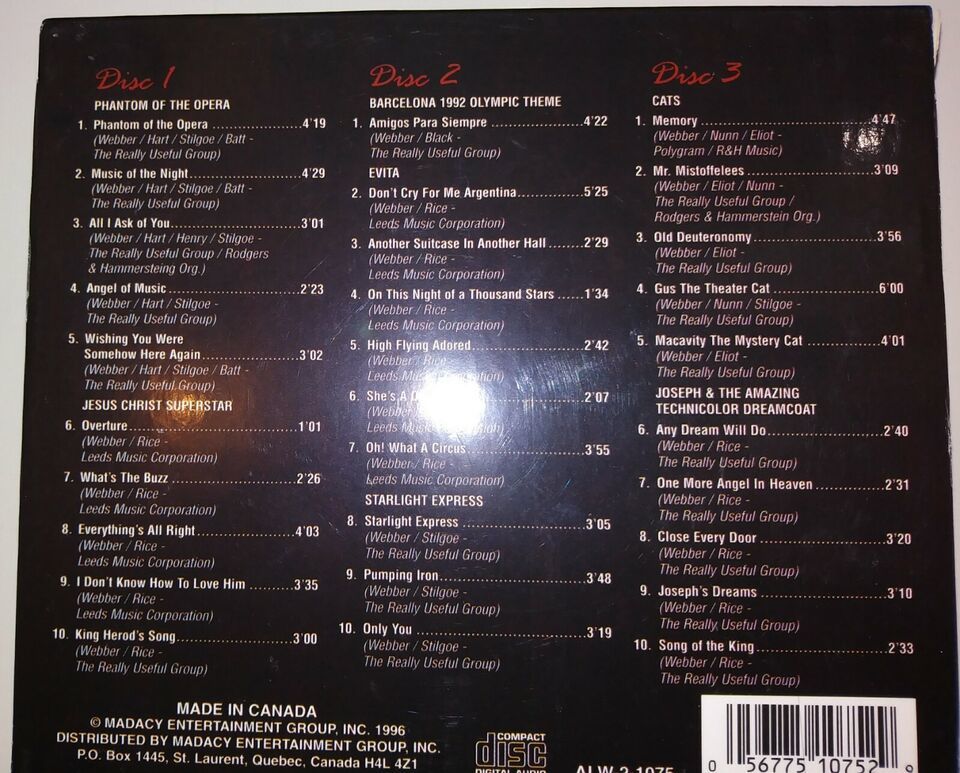 Disc 1
PHANTOM OF THE OPERA
1. Phantom of the Opera ....................4'19
(Webber / Hart / Stilgoe / Batt -
The Really Useful Group)
2. Music of the Night.........................4'29
(Webber / Hart / Stilgoe / Batt -
The Really Useful Group)
3. All I Ask of You.............................3'01
(Webber / Hart / Henry / Stilgoe -
The Really Useful Group / Rodgers
& Hammersteing Org.)
4. Angel of Music.............................2'23
(Webber / Hart / Stilgoe -
The Really Useful Group)
5. Wishing You Were
Somehow Here Again.....................3'02
(Webber / Hart / Stilgoe / Batt -
The Really Useful Group)
JESUS CHRIST SUPERSTAR
6. Overture.....................................1'01
(Webber / Rice -
Leeds Music Corporation)
7. What's The Buzz ...........................2'26
(Webber / Rice -
Leeds Music Corporation)
8. Everything's All Right.....................4'03
(Webber / Rice -
Leeds Music Corporation)
9. I Don't Know How To Love Him .........3'35
(Webber / Rice -
Leeds Music Corporation)
10. King Herod's Song.........................3'00
(Webber / Rice -
The Really Useful Group)
Disc 2
BARCELONA 1992 OLYMPIC THEME
1. Amigos Para Siempre ....................4'22
(Webber / Black -
The Really Useful Group)
EVITA
2. Don't Cry For Me Argentina..............5'25
(Webber / Rice -
Leeds Music Corporation)
3. Another Suitcase In Another Hall .......2'29
(Webber / Rice -
Leeds Music Corporation)
4. On This Night of a Thousand Stars ......1'34
(Webber / Rice -
Leeds Music Corporation)
5. High Flying Adored.......................2'42
(Webber / Rice
Leeds Music Corporation)
6. She's A 2'07
(Webber
Leeds
7. Oh! What A Circus.......................3'55
(Webber / Rice -
Leeds Music Corporation)
STARLIGHT EXPRESS
8. Starlight Express .........................3'05
(Webber / Stilgoe -
The Really Useful Group)
9. Pumping Iron..............................3'48
(Webber / Stilgoe -
The Really Useful Group)
10. Only You ..................................3'19
(Webber / Stilgoe -
The Really Useful Group)
Disc 3
CATS
1. Memory ...................................4'47
(Webber / Nunn / Eliot -
Polygram / R&H Music)
2. Mr. Mistoffelees ..........................3'09
(Webber / Eliot / Nunn -
The Really Useful Group /
Rodgers & Hammerstein Org.)
3. Old Deuteronomy .........................3'56
(Webber / Eliot -
The Really Useful Group)
4. Gus The Theater Cat .....................6'00
(Webber / Nunn / Stilgoe -
The Really Useful Group)
5. Macavity The Mystery Cat ...............4'01
(Webber / Eliot -
The Really Useful Group)
JOSEPH & THE AMAZING
TECHNICOLOR DREAMCOAT
6. Any Dream Will Do.......................2'40
(Webber / Rice -
The Really Useful Group)
7. One More Angel In Heaven ..............2'31
(Webber / Rice -
The Really Useful Group)
8. Close Every Door .........................3'20
(Webber / Rice -
The Really Useful Group)
9. Joseph's Dreams .........................3'10
(Webber / Rice -
The Really Useful Group)
10. Song of the King..........................2'33
(Webber / Rice -
The Really Useful Group)
MADE IN CANADA
© MADACY ENTERTAINMENT GROUP, INC. 1996
DISTRIBUTED BY MADACY ENTERTAINMENT GROUP, INC.
P.O. Box 1445, St. Laurent, Quebec, Canada H4L 4Z1
COMPACT
disc
DIGITAL AUDIO
ALW-2-1075
0 56775 10752 9